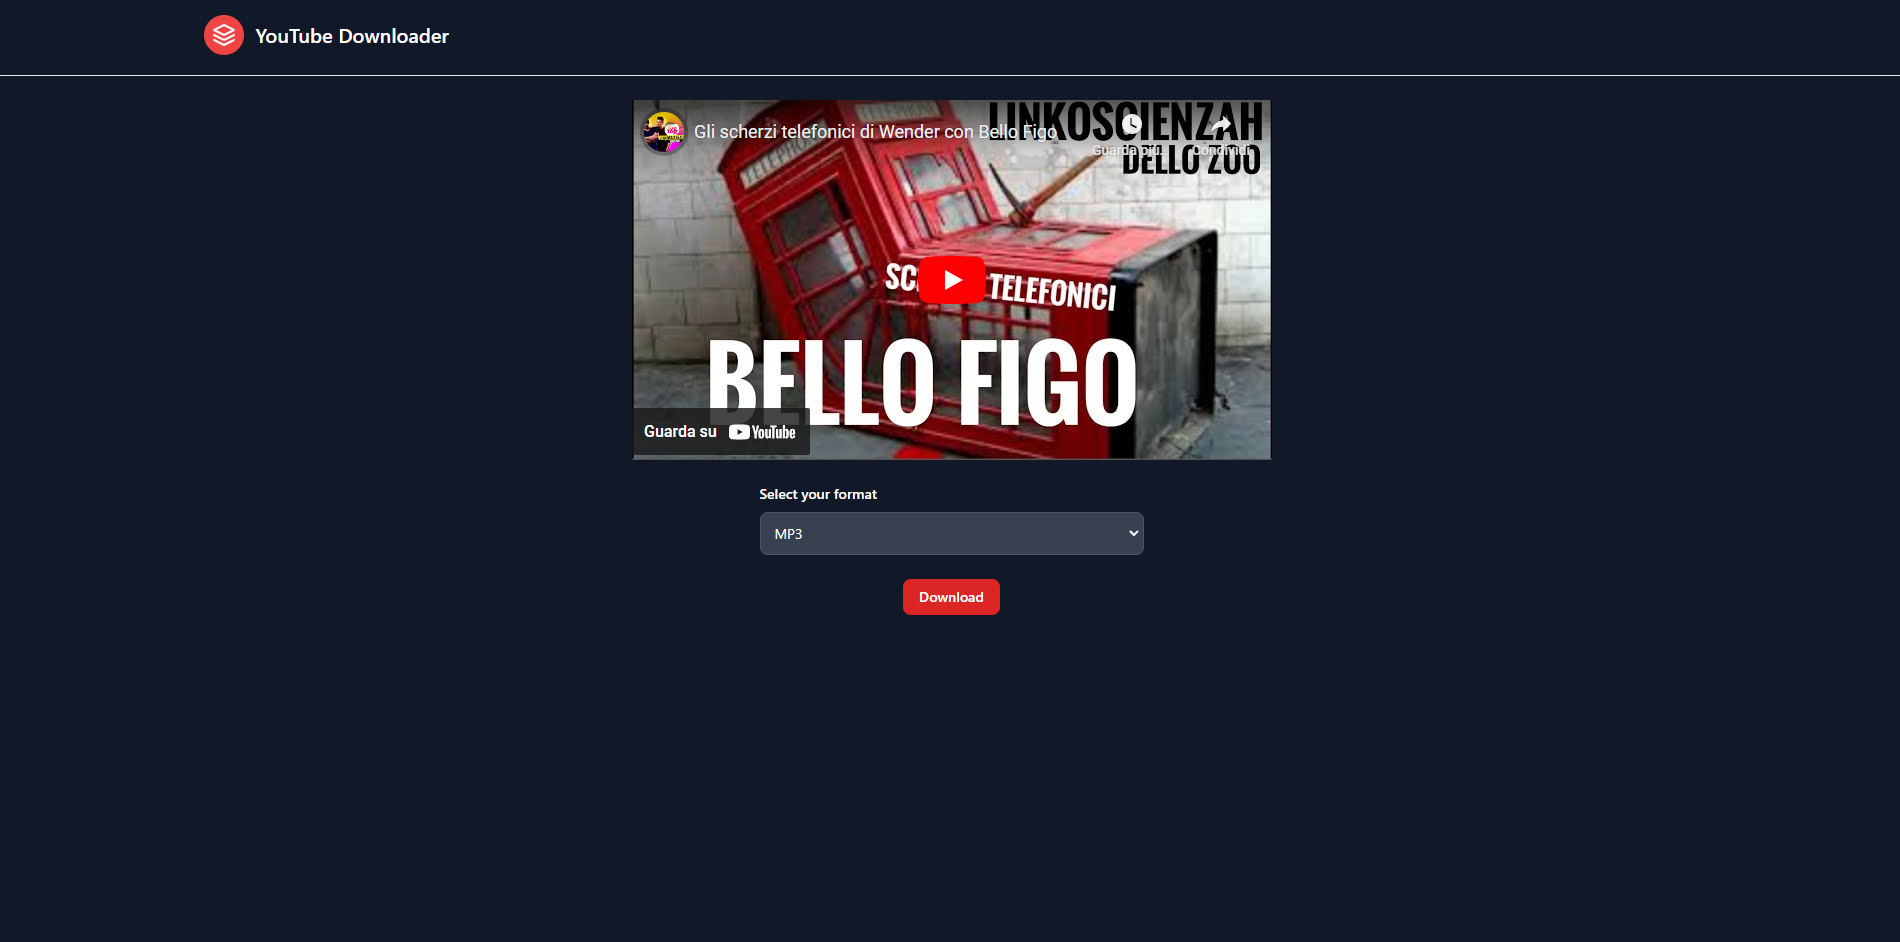 YouTube Downloader
LINKOSCIENZAH
Gli scherzi telefonici di Wender con Bello Figo
Guarda più... Condividi
DELLO ZOO
TELEPHONE
TELEFONICI
BELLO FIGO
Guarda su YouTube
Select your format
MP3
Download